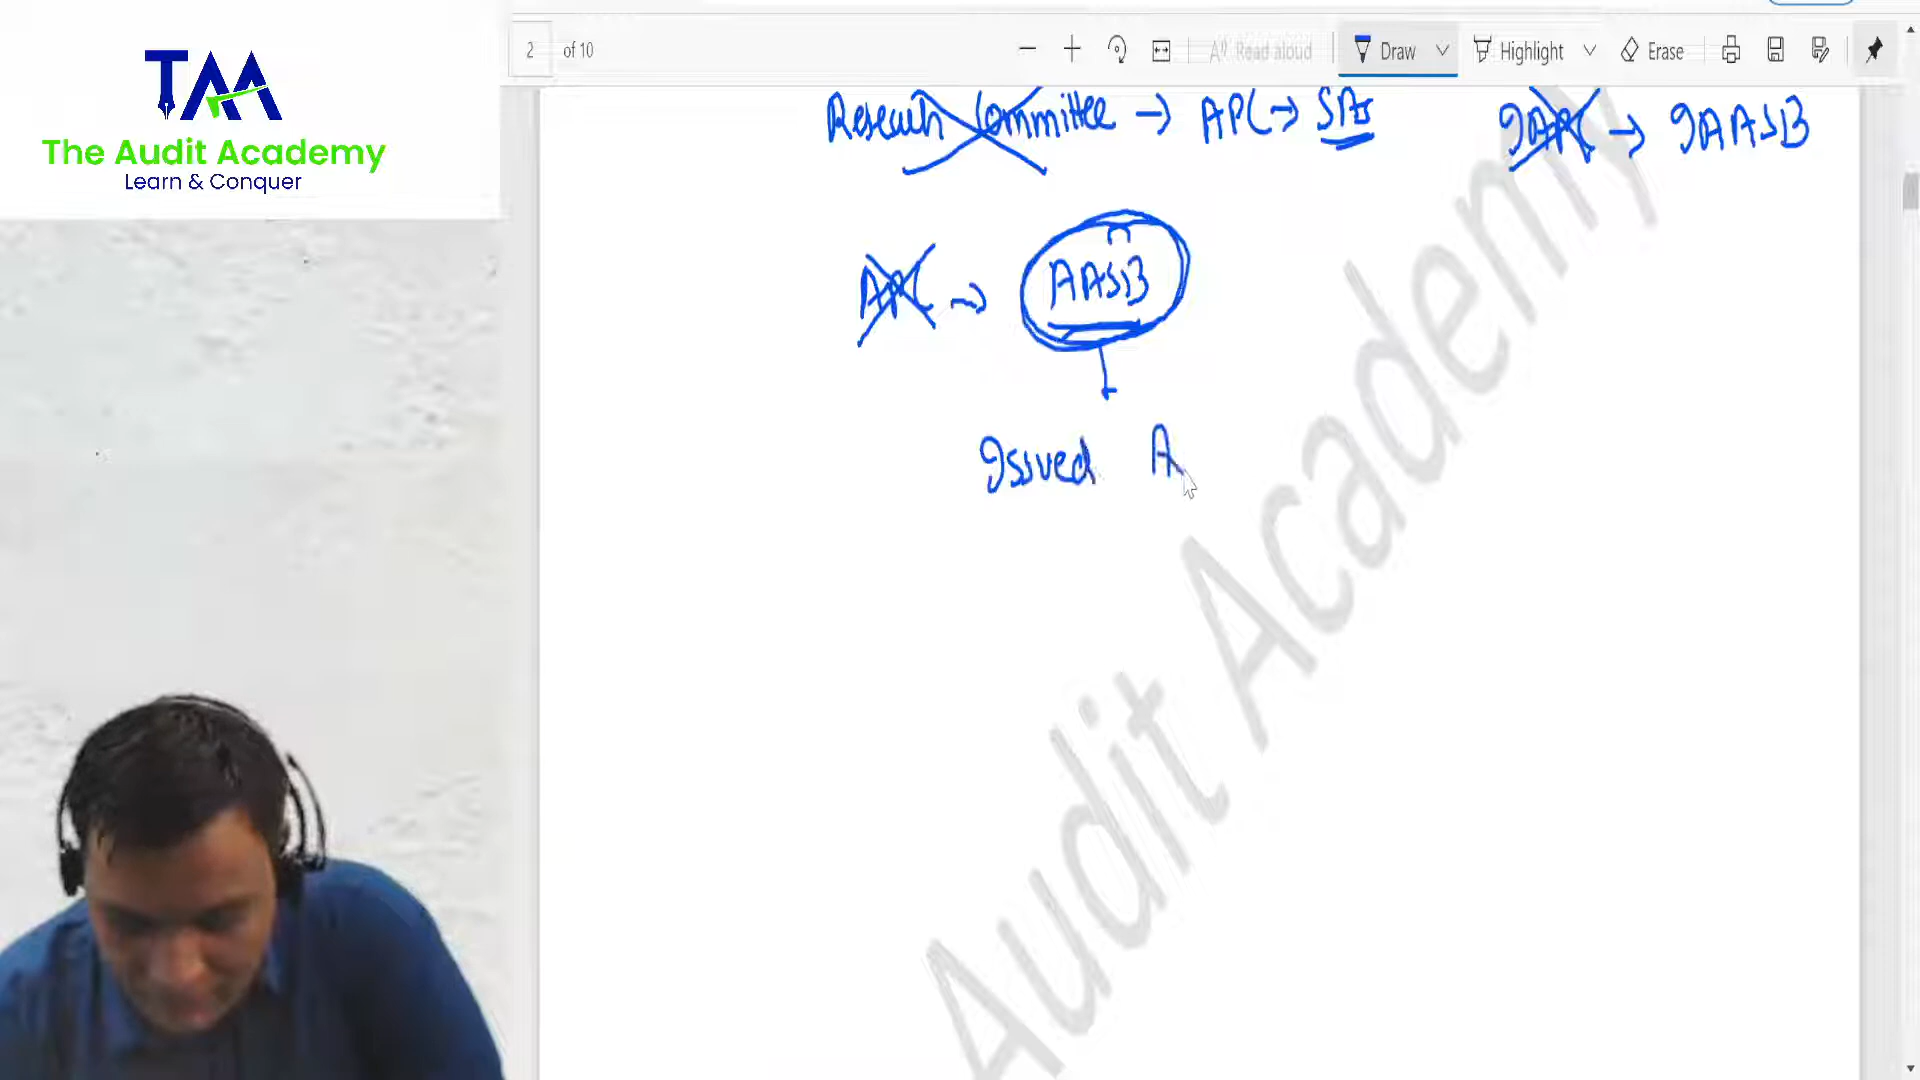 TAA
The Audit Academy
Learn & Conquer
2 of 10
Read aloud
Draw
Highlight
Erase
Research Committee → APC → SAs
IAPC → IAASB
APC → AASB
Issued A
Audit Academy